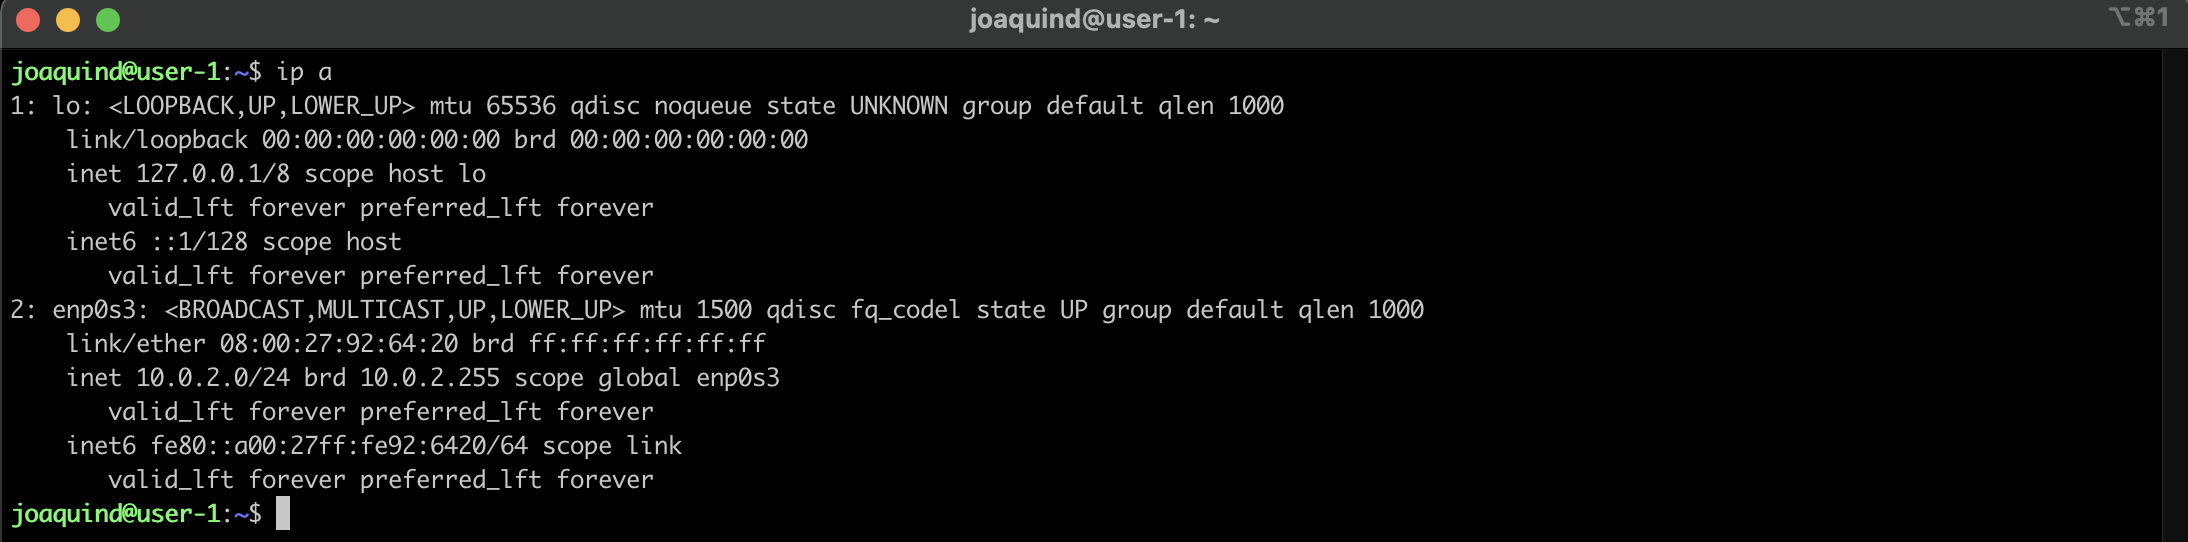 joaquind@user-1: ~
⌥⌘1
joaquind@user-1:~$ ip a
1: lo: <LOOPBACK,UP,LOWER_UP> mtu 65536 qdisc noqueue state UNKNOWN group default qlen 1000
    link/loopback 00:00:00:00:00:00 brd 00:00:00:00:00:00
    inet 127.0.0.1/8 scope host lo
       valid_lft forever preferred_lft forever
    inet6 ::1/128 scope host
       valid_lft forever preferred_lft forever
2: enp0s3: <BROADCAST,MULTICAST,UP,LOWER_UP> mtu 1500 qdisc fq_codel state UP group default qlen 1000
    link/ether 08:00:27:92:64:20 brd ff:ff:ff:ff:ff:ff
    inet 10.0.2.0/24 brd 10.0.2.255 scope global enp0s3
       valid_lft forever preferred_lft forever
    inet6 fe80::a00:27ff:fe92:6420/64 scope link
       valid_lft forever preferred_lft forever
joaquind@user-1:~$